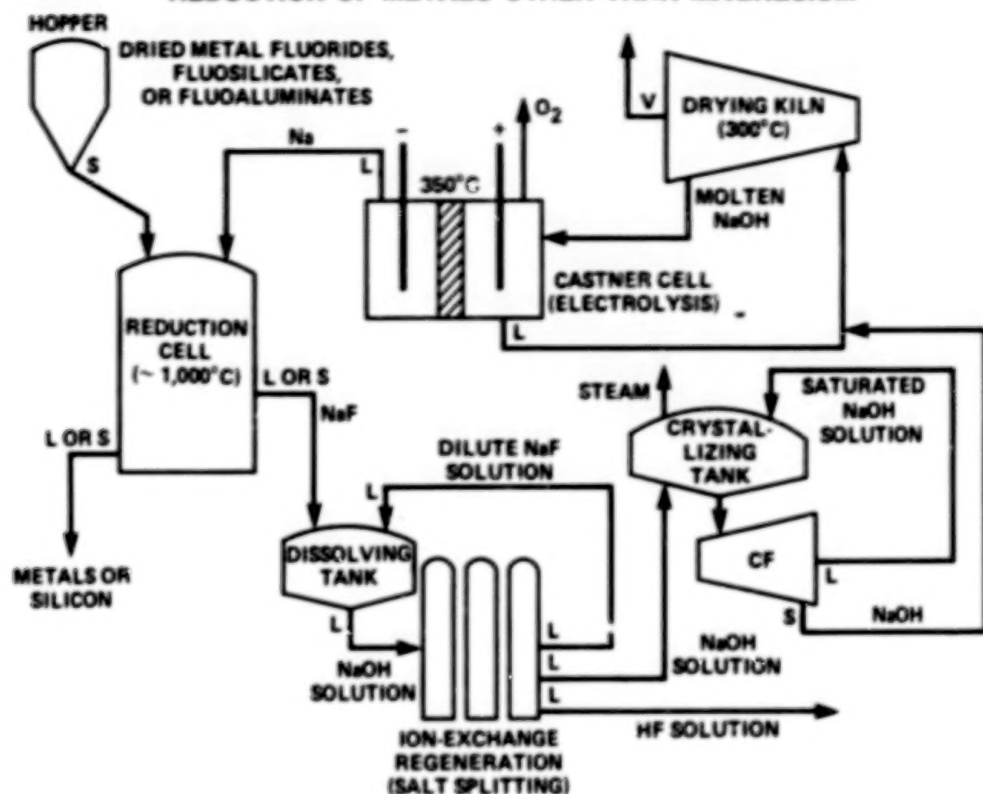 HOPPER
DRIED METAL FLUORIDES,
FLUOSILICATES,
OR FLUOALUMINATES
S
Na
L
-
+
O2
350°C
V
DRYING KILN
(300°C)
MOLTEN
NaOH
CASTNER CELL
(ELECTROLYSIS)
L
REDUCTION
CELL
(~ 1,000°C)
L OR S
NaF
L OR S
METALS OR
SILICON
STEAM
SATURATED
NaOH
SOLUTION
CRYSTAL-
LIZING
TANK
DILUTE NaF
SOLUTION
L
DISSOLVING
TANK
L
NaOH
SOLUTION
CF
L
S
NaOH
L
L
L
NaOH
SOLUTION
HF SOLUTION
ION-EXCHANGE
REGENERATION
(SALT SPLITTING)